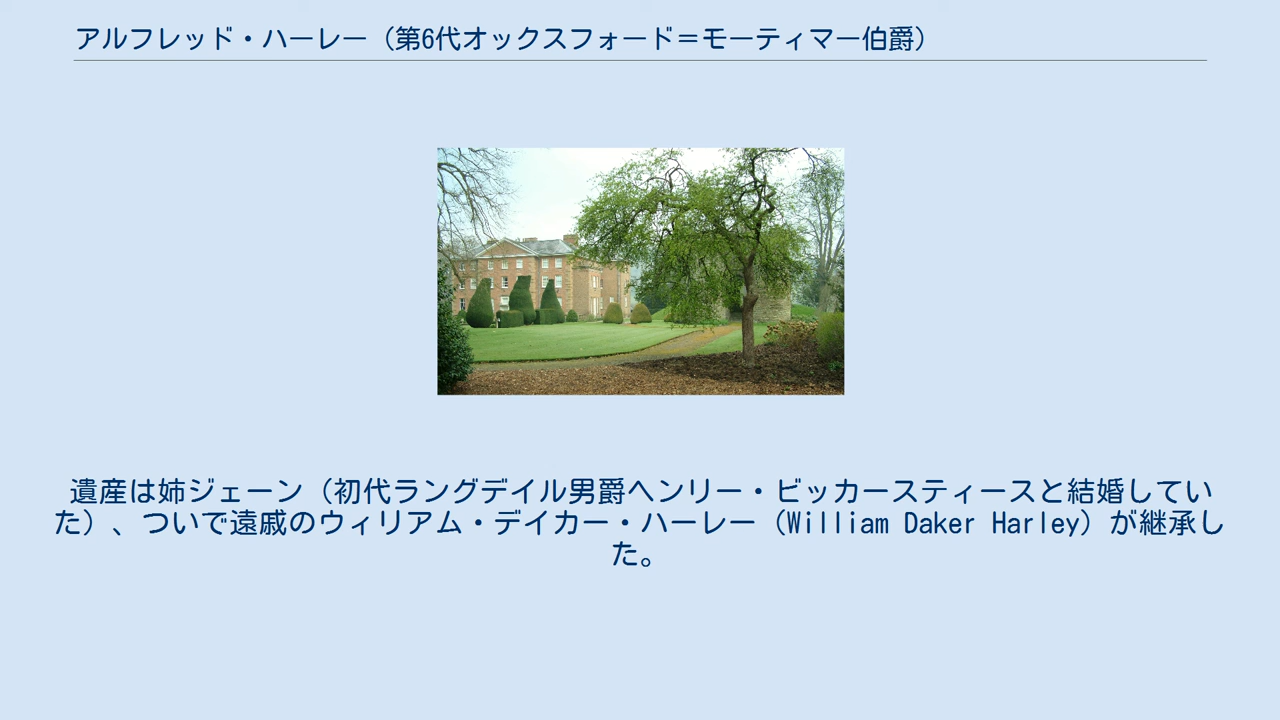 アルフレッド・ハーレー（第6代オックスフォード＝モーティマー伯爵）
遺産は姉ジェーン（初代ラングデイル男爵ヘンリー・ビッカースティースと結婚してい
た）、ついで遠戚のウィリアム・デイカー・ハーレー（William Daker Harley）が継承し
た。